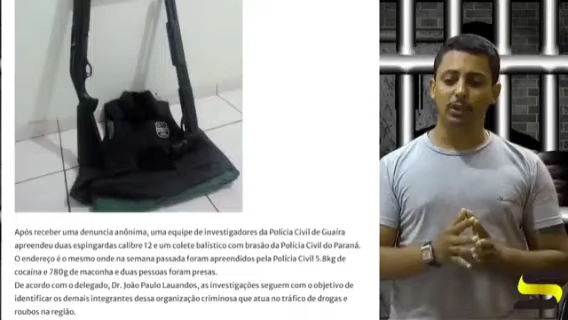 Após receber uma denuncia anônima, uma equipe de investigadores da Polícia Civil de Guaíra
apreendeu duas espingardas calibre 12 e um colete balístico com brasão da Polícia Civil do Paraná.
O endereço é o mesmo onde na semana passada foram apreendidos pela Polícia Civil 5.8kg de
cocaína e 780g de maconha e duas pessoas foram presas.
De acordo com o delegado, Dr. João Paulo Lauandos, as investigações seguem com o objetivo de
identificar os demais integrantes dessa organização criminosa que atua no tráfico de drogas e
roubos na região.